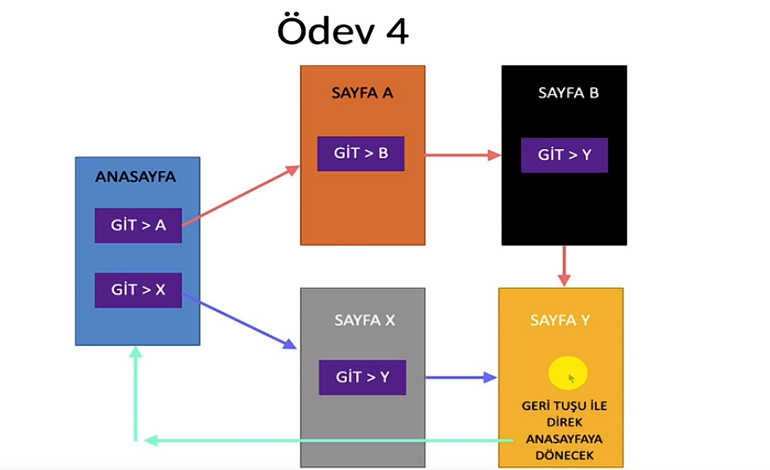 Ödev 4
ANASAYFA
GİT > A
GİT > X
SAYFA A
GİT > B
SAYFA B
GİT > Y
SAYFA X
GİT > Y
SAYFA Y
GERİ TUŞU İLE
DİREK
ANASAYFAYA
DÖNECEK